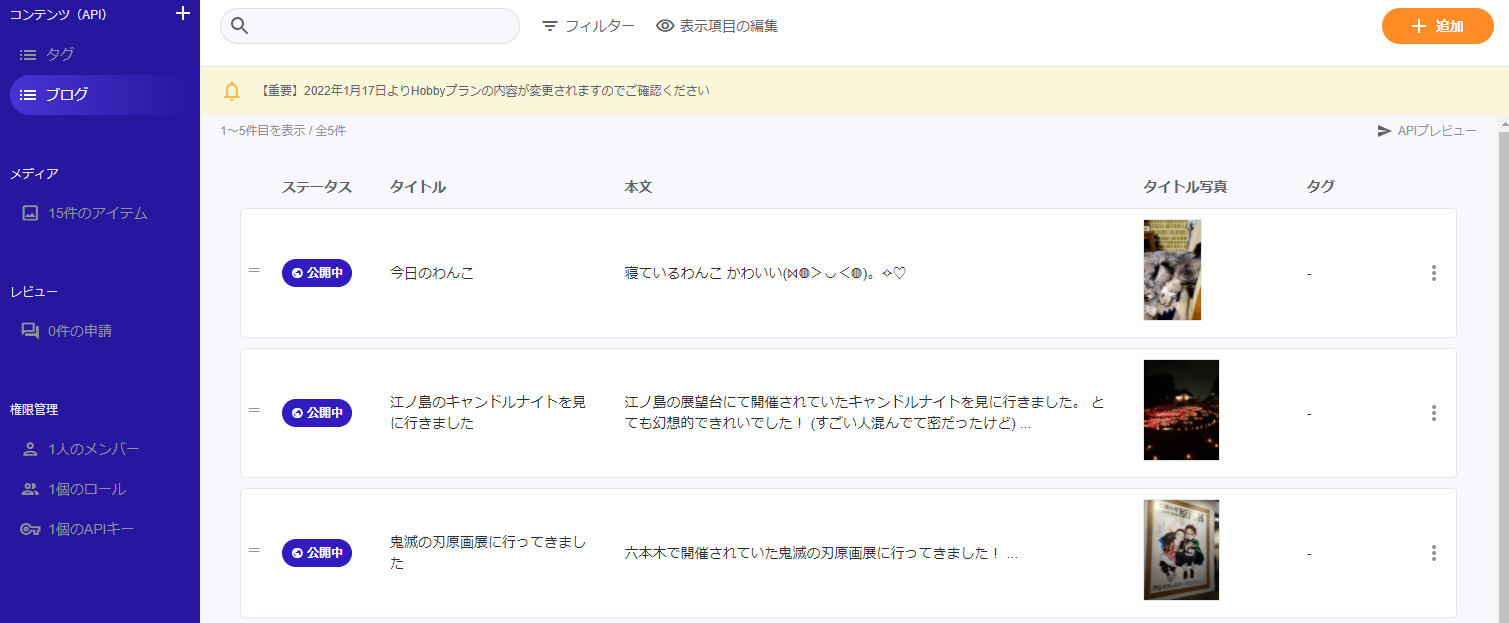 コンテンツ（API）
タグ
ブログ
メディア
15件のアイテム
レビュー
0件の申請
権限管理
1人のメンバー
1個のロール
1個のAPIキー
フィルター
表示項目の編集
追加
【重要】2022年1月17日よりHobbyプランの内容が変更されますのでご確認ください
1～5件目を表示 / 全5件
APIプレビュー
ステータス タイトル 本文 タイトル写真 タグ
公開中
今日のわんこ
寝ているわんこ かわいい(⋈◍＞◡＜◍)。✧♡
-
公開中
江ノ島のキャンドルナイトを見
に行きました
江ノ島の展望台にて開催されていたキャンドルナイトを見に行きました。 と
ても幻想的できれいでした！ (すごい人混んでて密だったけど) ...
-
公開中
鬼滅の刃原画展に行ってきまし
た
六本木で開催されていた鬼滅の刃原画展に行ってきました！ ...
-